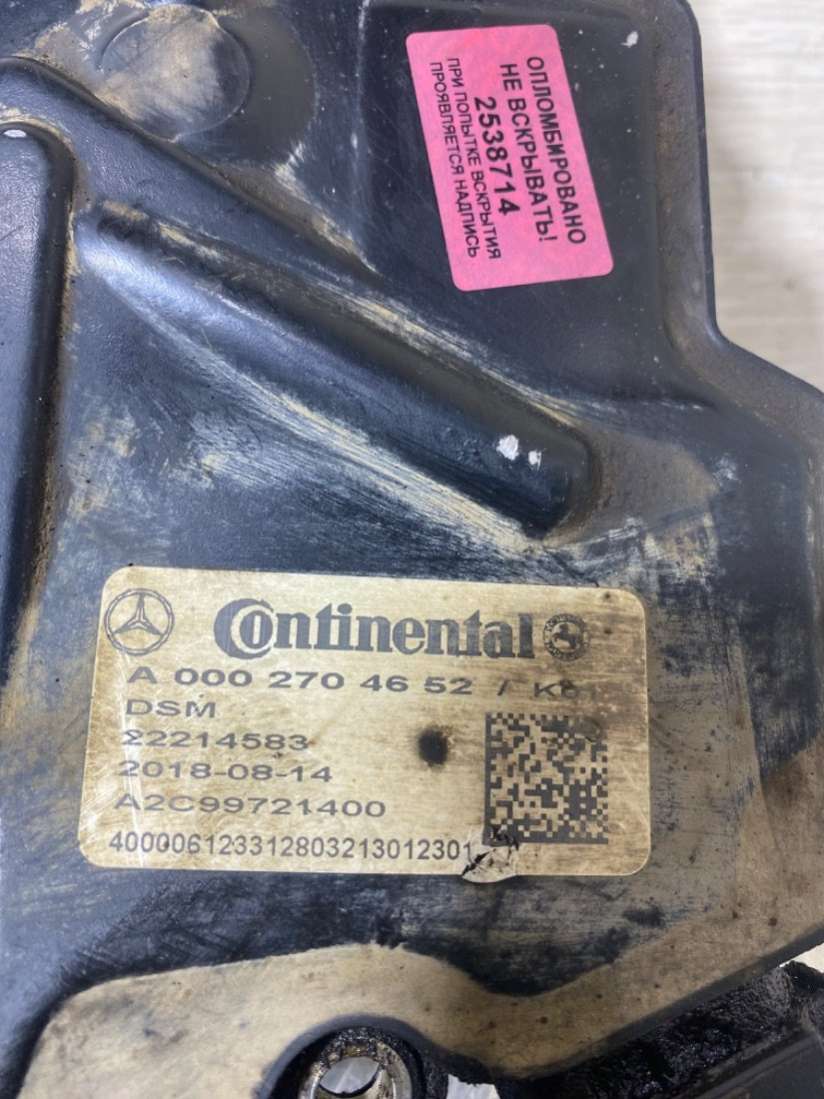 ОПЛОМБИРОВАНО
НЕ ВСКРЫВАТЬ!
2538714
ПРИ ПОПЫТКЕ ВСКРЫТИЯ
ПРОЯВЛЯЕТСЯ НАДПИСЬ
Continental
A 000 270 46 52 /
DSM
22214583
2018-08-14
A2C99721400
400006123312803213012301